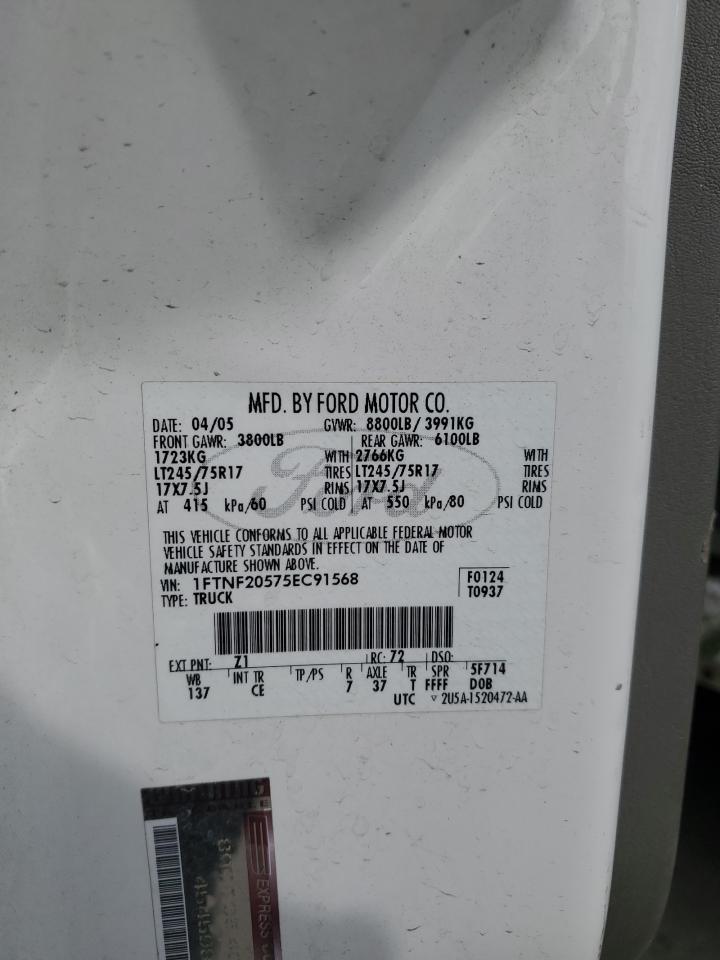 MFD. BY FORD MOTOR CO.
DATE: 04/05 GVWR: 8800LB/ 3991KG
FRONT GAWR: 3800LB REAR GAWR: 6100LB
1723KG WITH 2766KG WITH
LT245/75R17 TIRES LT245/75R17 TIRES
17X7.5J RIMS 17X7.5J RIMS
AT 415 kPa/60 PSI COLD AT 550 kPa/80 PSI COLD
Ford
THIS VEHICLE CONFORMS TO ALL APPLICABLE FEDERAL MOTOR
VEHICLE SAFETY STANDARDS IN EFFECT ON THE DATE OF
MANUFACTURE SHOWN ABOVE.
VIN: 1FTNF20575EC91568 F0124
TYPE: TRUCK T0937
EXT PNT: Z1 RC: 72 DSO:
WB INT TR TP/PS R AXLE TR SPR 5F714
137 CE 7 37 T FFFF DOB
UTC ▽ 2U5A-1520472-AA
EXPRESS